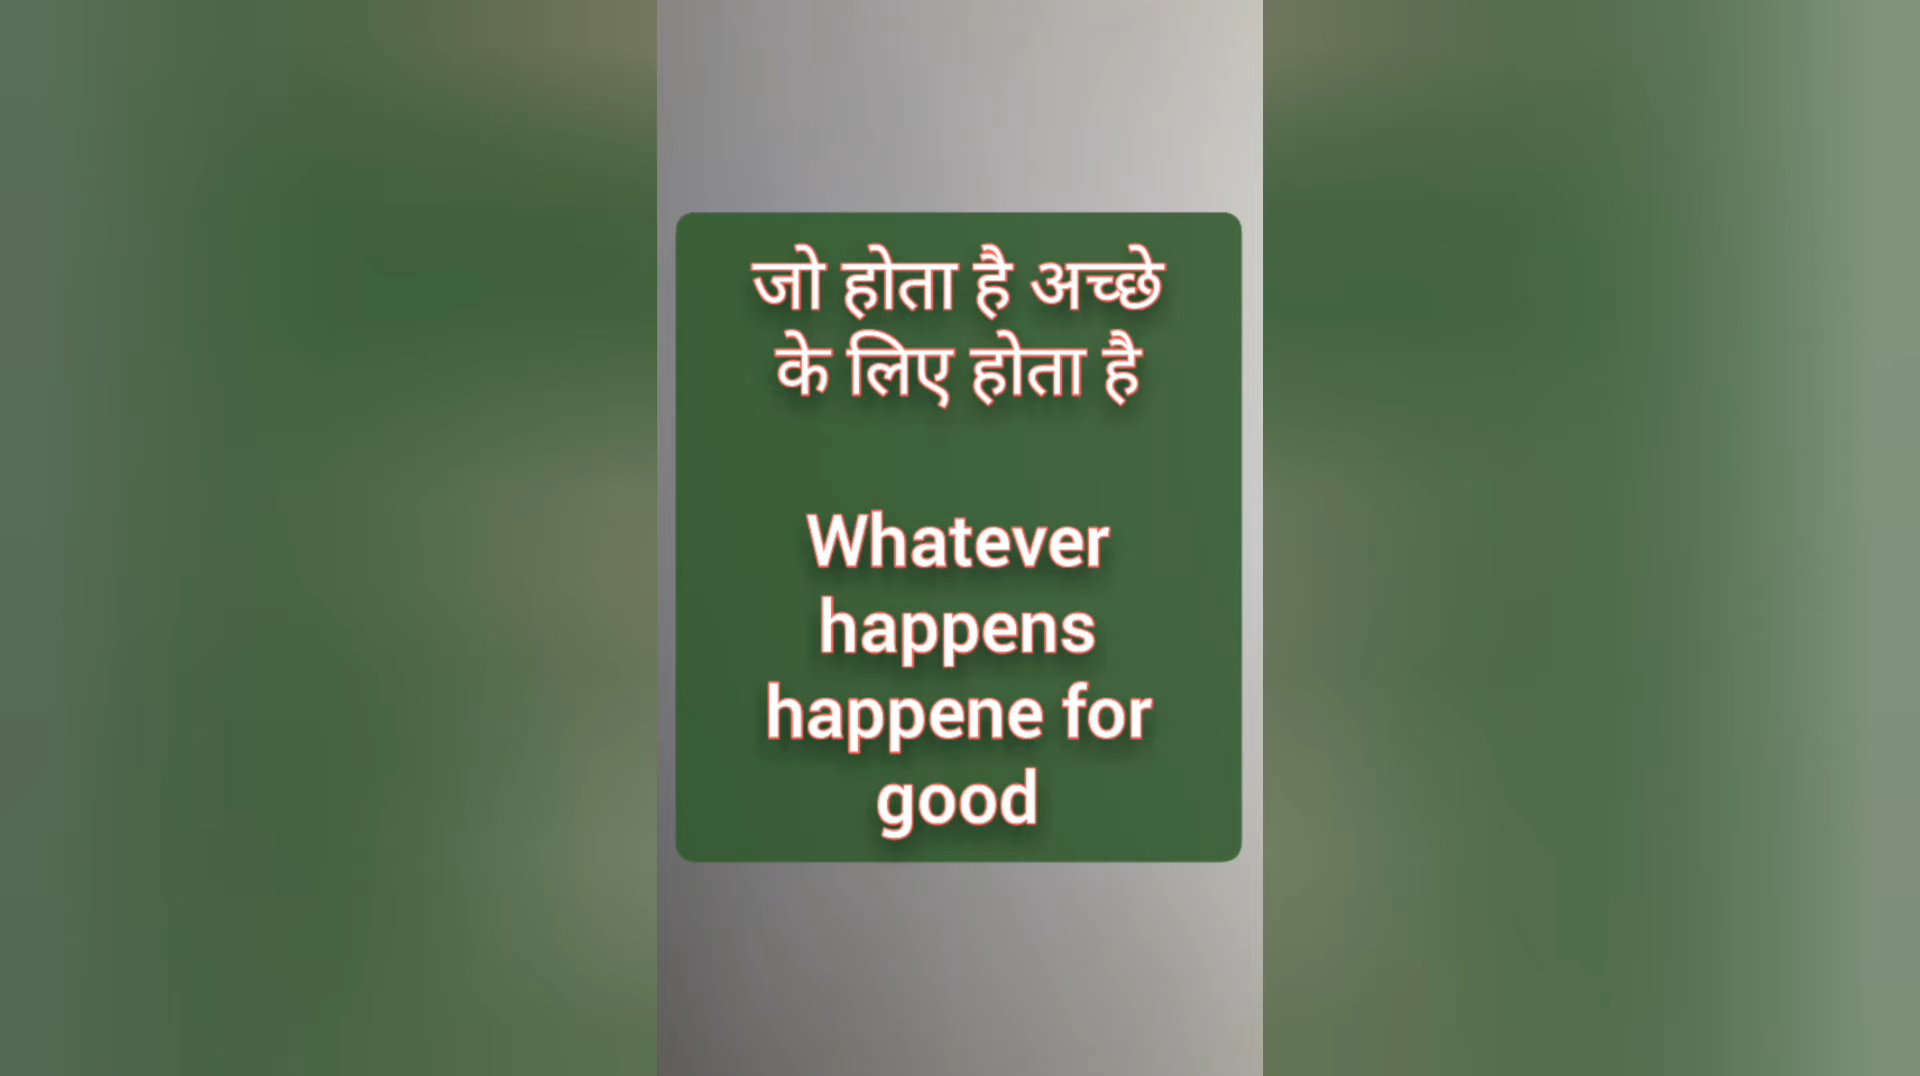 जो होता है अच्छे
के लिए होता है
Whatever
happens
happene for
good